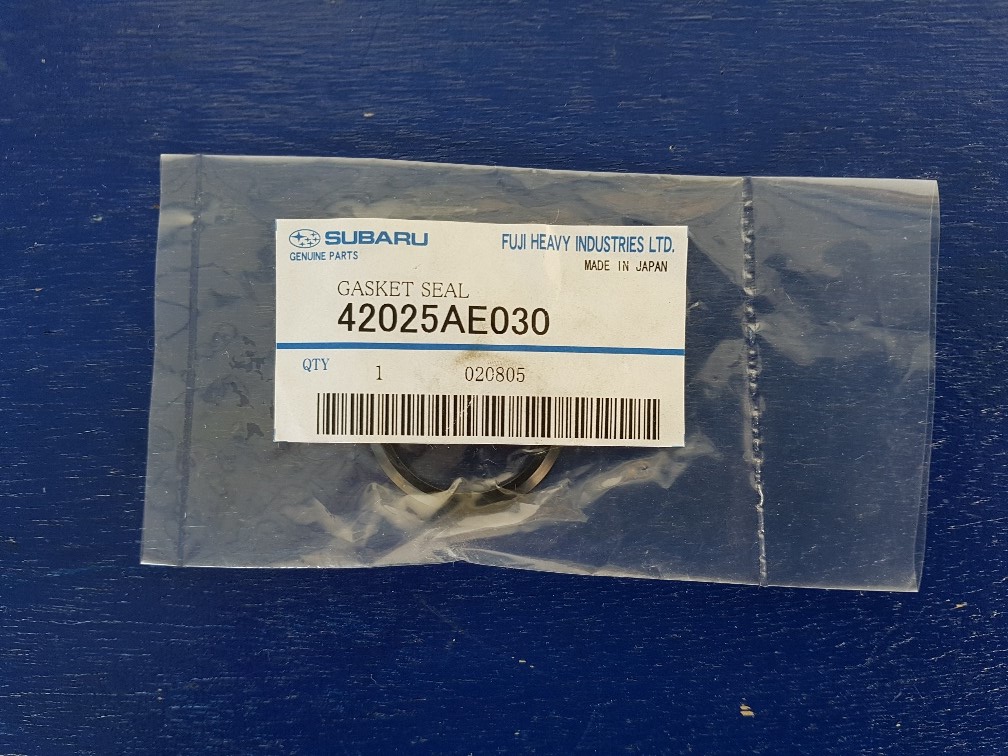 SUBARU FUJI HEAVY INDUSTRIES LTD.
GENUINE PARTS MADE IN JAPAN
GASKET SEAL
42025AE030
QTY 1 020805